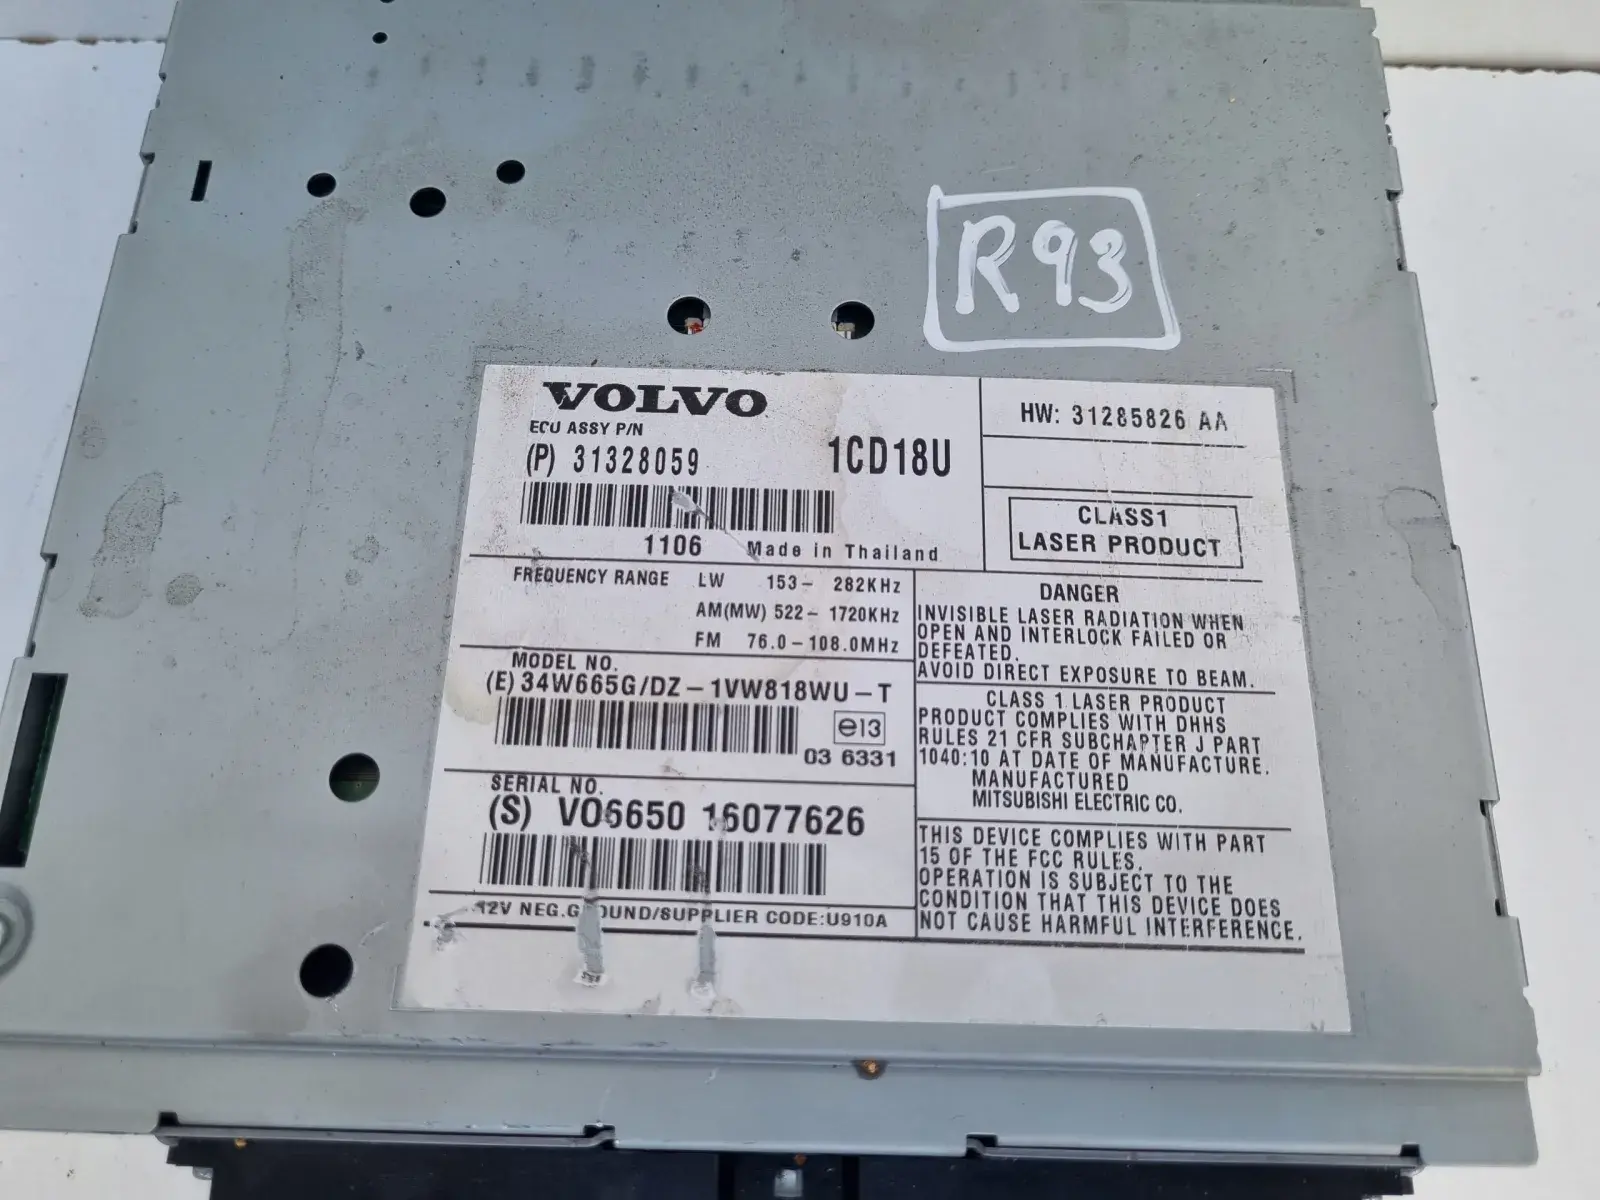 R93
VOLVO
ECU ASSY P/N
(P) 31328059
1CD18U
1106 Made in Thailand
HW: 31285826 AA
CLASS1
LASER PRODUCT
FREQUENCY RANGE LW 153- 282KHz
AM(MW) 522- 1720KHz
FM 76.0-108.0MHz
MODEL NO.
(E) 34W665G/DZ-1VW818WU-T
e13
03 6331
SERIAL NO.
(S) VO6650 16077626
12V NEG.GROUND/SUPPLIER CODE:U910A
DANGER
INVISIBLE LASER RADIATION WHEN
OPEN AND INTERLOCK FAILED OR
DEFEATED.
AVOID DIRECT EXPOSURE TO BEAM.
CLASS 1 LASER PRODUCT
PRODUCT COMPLIES WITH DHHS
RULES 21 CFR SUBCHAPTER J PART
1040:10 AT DATE OF MANUFACTURE.
MANUFACTURED
MITSUBISHI ELECTRIC CO.
THIS DEVICE COMPLIES WITH PART
15 OF THE FCC RULES.
OPERATION IS SUBJECT TO THE
CONDITION THAT THIS DEVICE DOES
NOT CAUSE HARMFUL INTERFERENCE.